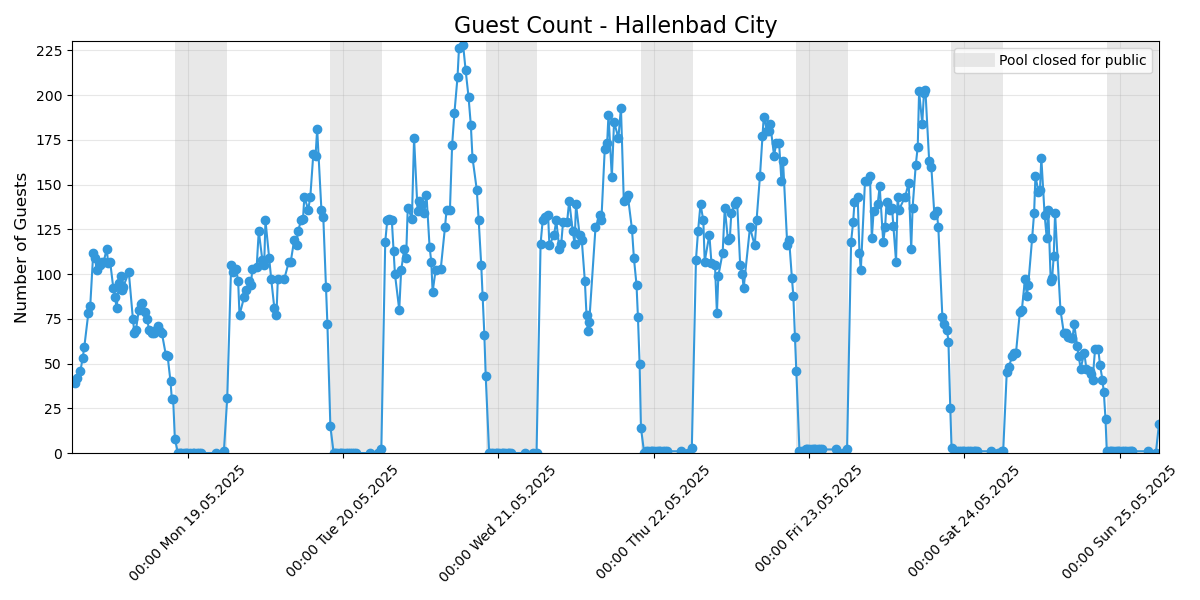 Guest Count - Hallenbad City
Pool closed for public
Number of Guests
225
200
175
150
125
100
75
50
25
0
00:00 Mon 19.05.2025
00:00 Tue 20.05.2025
00:00 Wed 21.05.2025
00:00 Thu 22.05.2025
00:00 Fri 23.05.2025
00:00 Sat 24.05.2025
00:00 Sun 25.05.2025